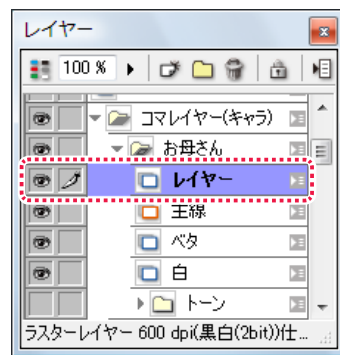 レイヤー
100 %
コマレイヤー(キャラ)
お母さん
レイヤー
主線
ベタ
白
トーン
ラスターレイヤー 600 dpi(黒白(2bit))仕...